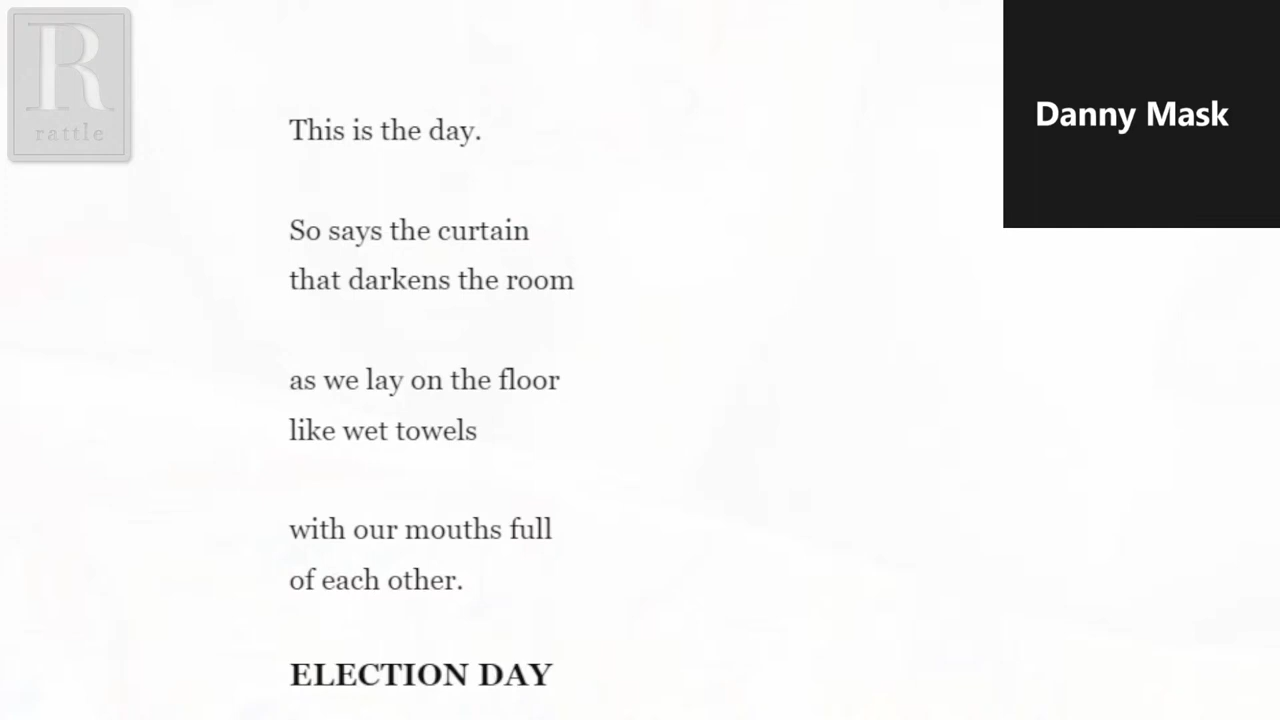 R
rattle
Danny Mask
This is the day.
So says the curtain
that darkens the room
as we lay on the floor
like wet towels
with our mouths full
of each other.
ELECTION DAY